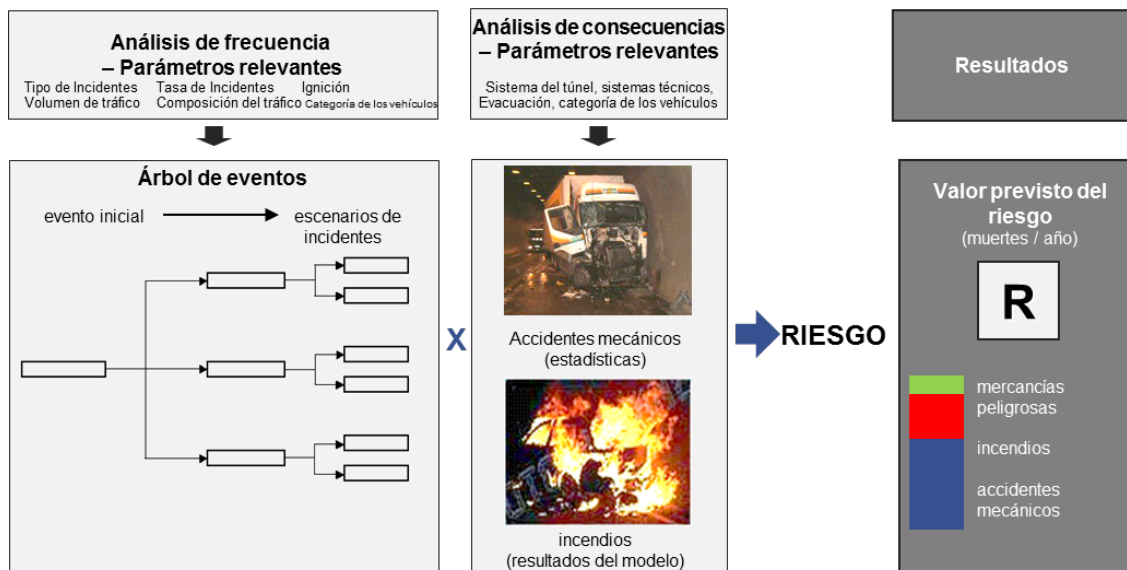 Análisis de frecuencia
– Parámetros relevantes
Tipo de Incidentes Tasa de Incidentes Ignición
Volumen de tráfico Composición del tráfico Categoría de los vehículos
Análisis de consecuencias
– Parámetros relevantes
Sistema del túnel, sistemas técnicos,
Evacuación, categoría de los vehículos
Resultados
Árbol de eventos
evento inicial
escenarios de
incidentes
X
Accidentes mecánicos
(estadísticas)
incendios
(resultados del modelo)
RIESGO
Valor previsto del
riesgo
(muertes / año)
R
mercancías
peligrosas
incendios
accidentes
mecánicos